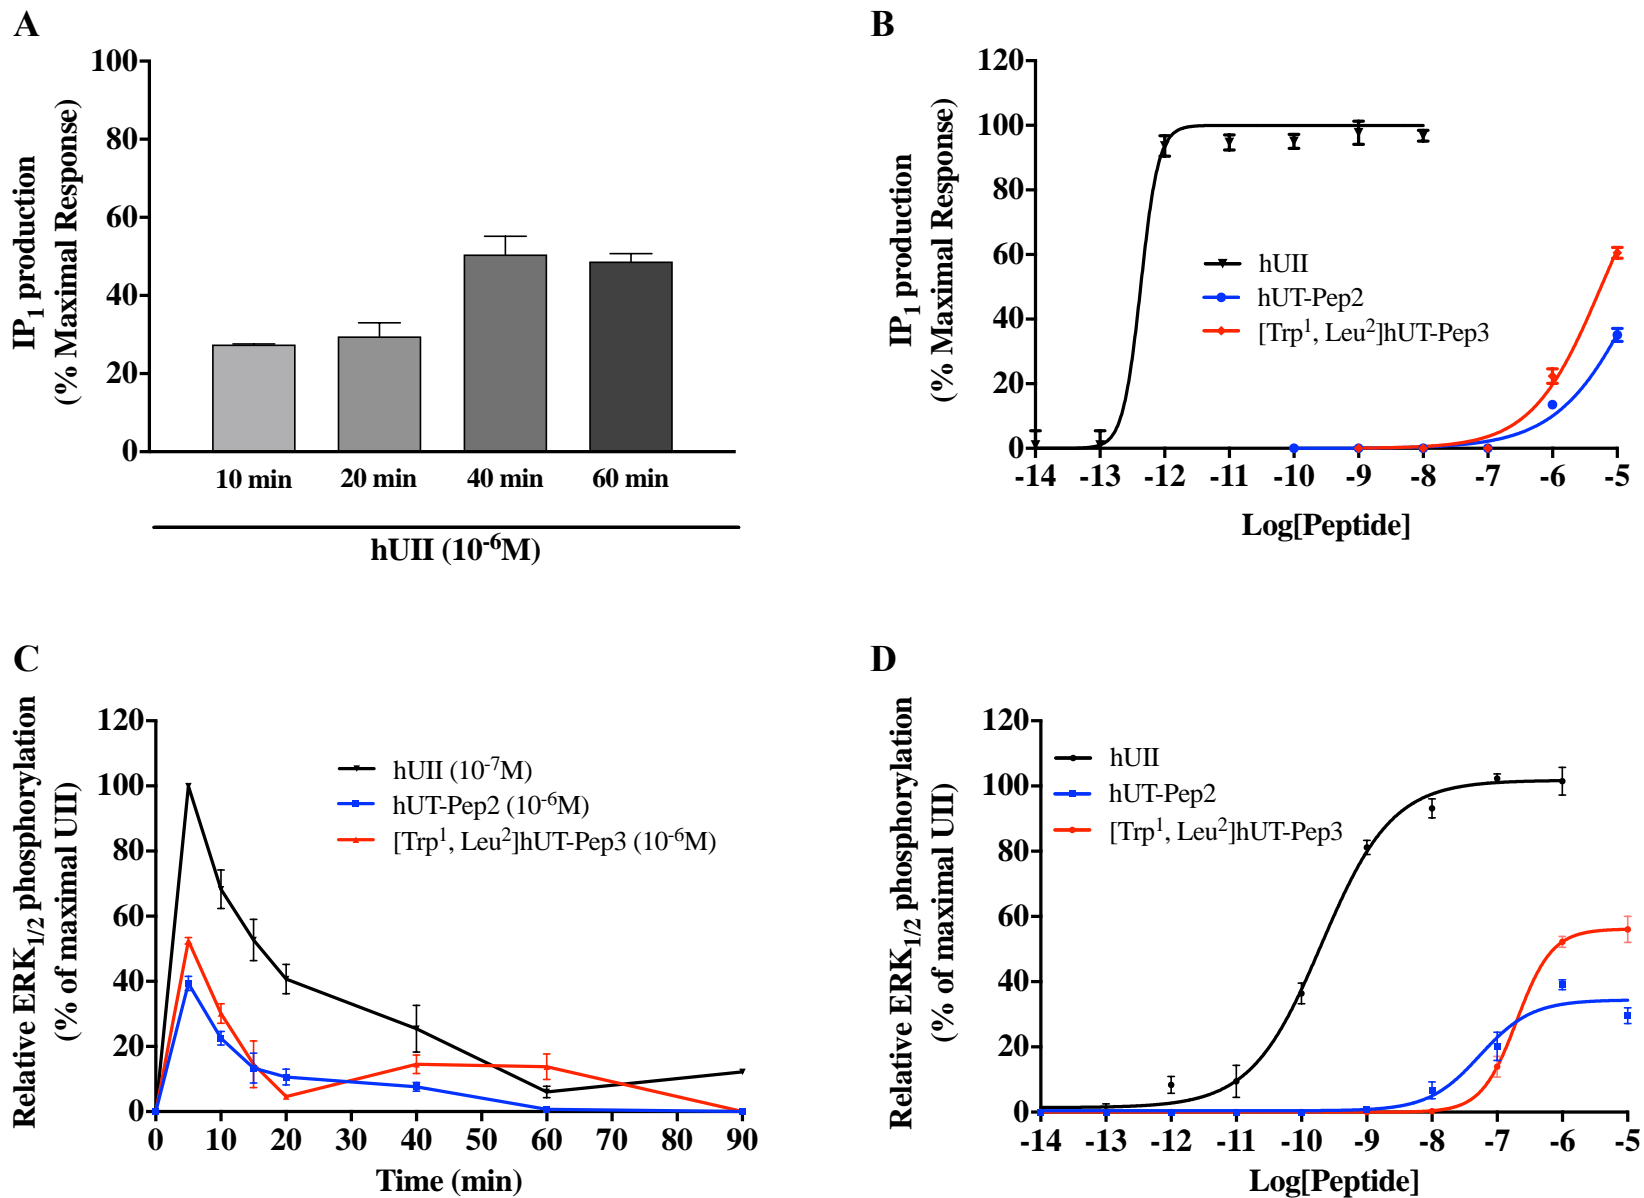 A
IP1 production
(% Maximal Response)
100
80
60
40
20
0
10 min 20 min 40 min 60 min
hUII (10-6M)
B
IP1 production
(% Maximal Response)
120
100
80
60
40
20
0
hUII
hUT-Pep2
[Trp1, Leu2]hUT-Pep3
-14 -13 -12 -11 -10 -9 -8 -7 -6 -5
Log[Peptide]
C
Relative ERK1/2 phosphorylation
(% of maximal UII)
120
100
80
60
40
20
0
hUII (10-7M)
hUT-Pep2 (10-6M)
[Trp1, Leu2]hUT-Pep3 (10-6M)
0 10 20 30 40 50 60 70 80 90
Time (min)
D
Relative ERK1/2 phosphorylation
(% of maximal UII)
120
100
80
60
40
20
0
hUII
hUT-Pep2
[Trp1, Leu2]hUT-Pep3
-14 -13 -12 -11 -10 -9 -8 -7 -6 -5
Log[Peptide]